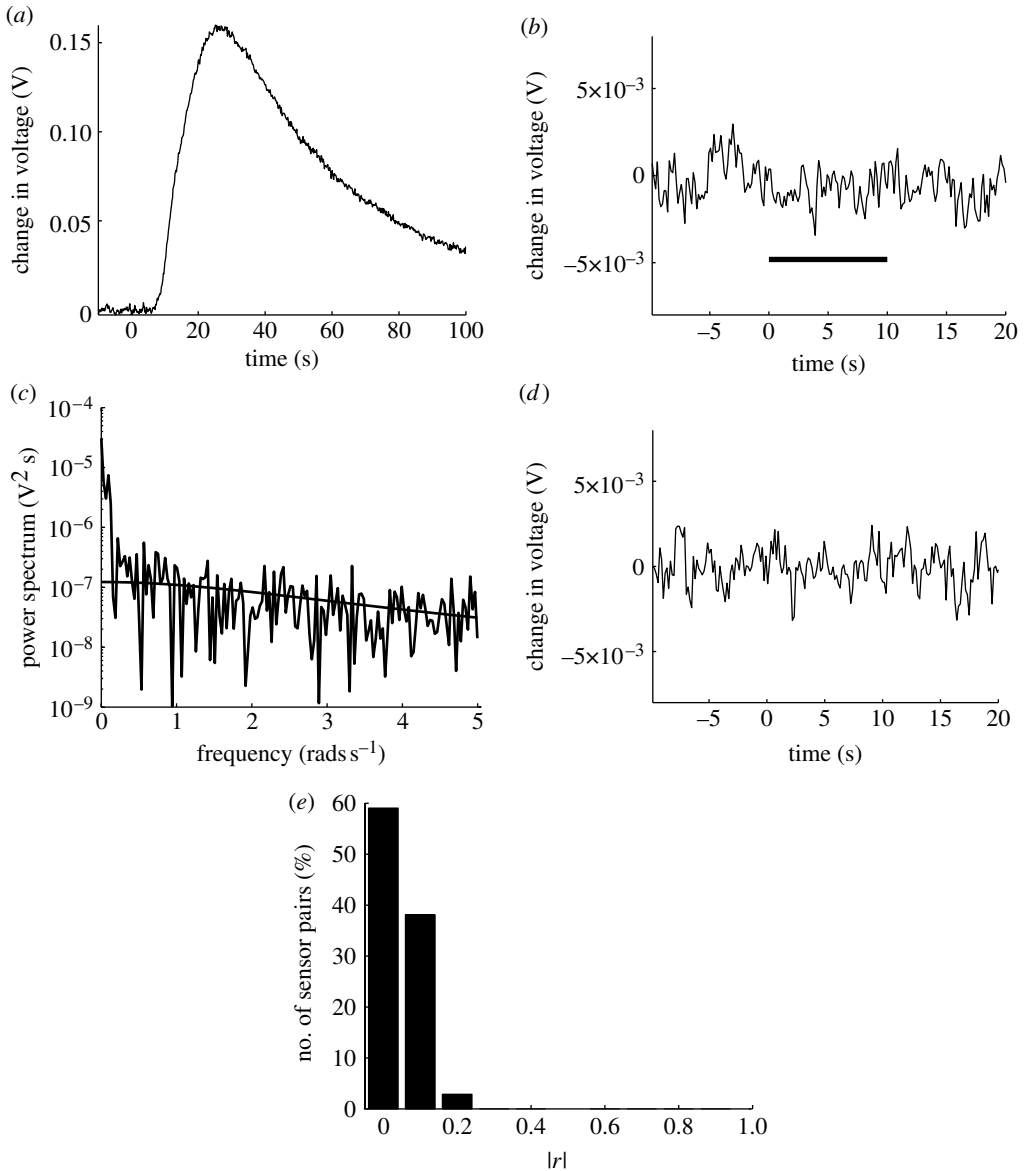 (a)
0.15
0.10
0.05
0
change in voltage (V)
0 20 40 60 80 100
time (s)
(b)
5×10⁻³
0
−5×10⁻³
change in voltage (V)
−5 0 5 10 15 20
time (s)
(c)
10⁻⁴
10⁻⁵
10⁻⁶
10⁻⁷
10⁻⁸
10⁻⁹
power spectrum (V² s)
0 1 2 3 4 5
frequency (rads s⁻¹)
(d)
5×10⁻³
0
−5×10⁻³
change in voltage (V)
−5 0 5 10 15 20
time (s)
(e)
60
50
40
30
20
10
0
no. of sensor pairs (%)
0 0.2 0.4 0.6 0.8 1.0
|r|